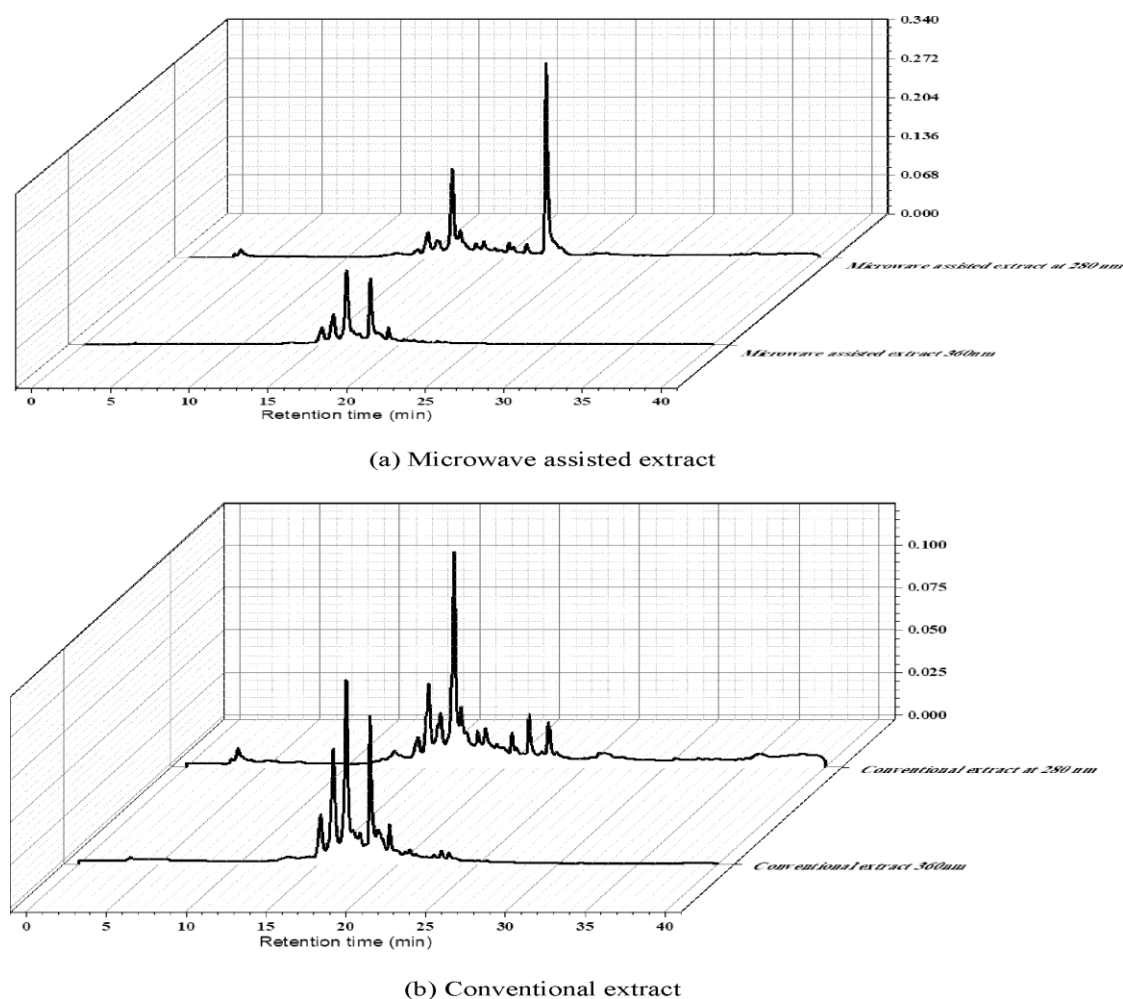 0.340
0.272
0.204
0.136
0.068
0.000
Microwave assisted extract at 280 nm
Microwave assisted extract 360nm
0 5 10 15 20 25 30 35 40
Retention time (min)
(a) Microwave assisted extract
0.100
0.075
0.050
0.025
0.000
Conventional extract at 280 nm
Conventional extract 360nm
0 5 10 15 20 25 30 35 40
Retention time (min)
(b) Conventional extract